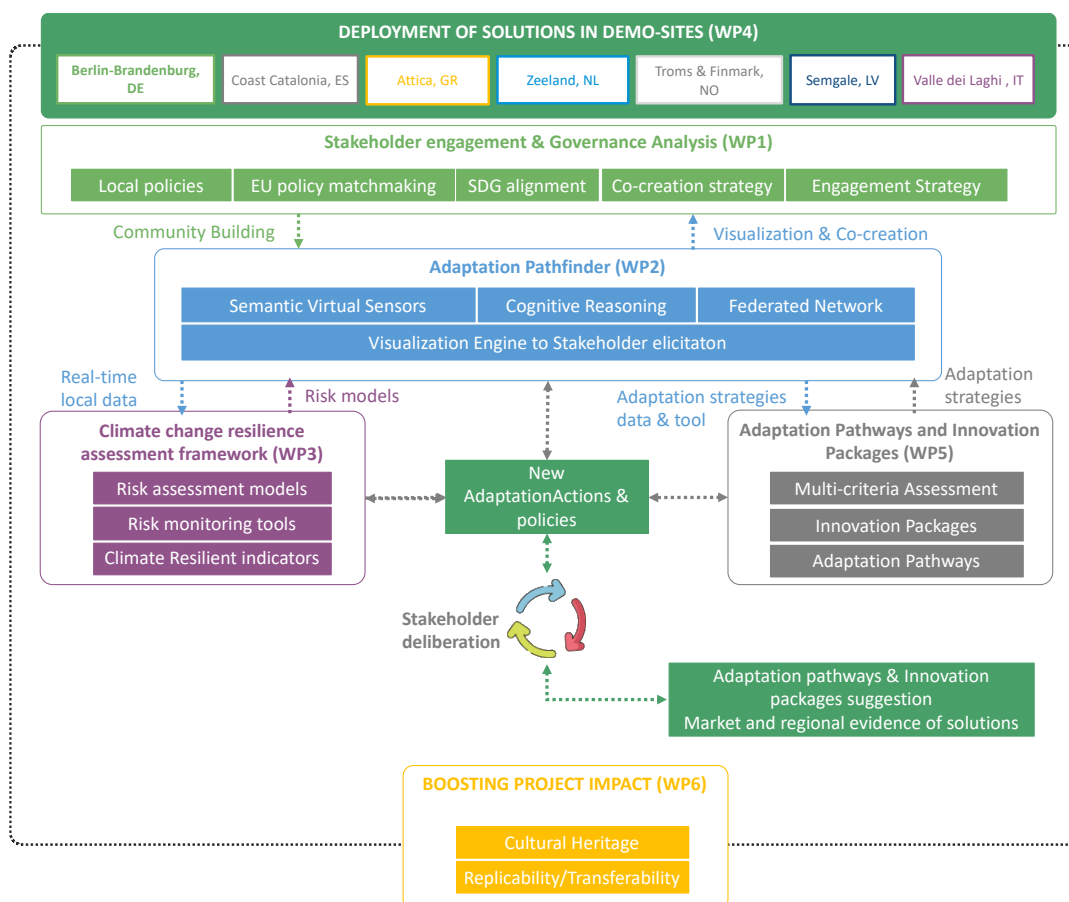 DEPLOYMENT OF SOLUTIONS IN DEMO-SITES (WP4)
Berlin-Brandenburg,
DE
Coast Catalonia, ES
Attica, GR
Zeeland, NL
Troms & Finmark,
NO
Semgale, LV
Valle dei Laghi , IT
Stakeholder engagement & Governance Analysis (WP1)
Local policies
EU policy matchmaking
SDG alignment
Co-creation strategy
Engagement Strategy
Community Building
Visualization & Co-creation
Adaptation Pathfinder (WP2)
Semantic Virtual Sensors
Cognitive Reasoning
Federated Network
Visualization Engine to Stakeholder elicitaton
Real-time
local data
Risk models
Adaptation strategies
data & tool
Adaptation
strategies
Climate change resilience
assessment framework (WP3)
Risk assessment models
Risk monitoring tools
Climate Resilient indicators
New
AdaptationActions &
policies
Adaptation Pathways and Innovation
Packages (WP5)
Multi-criteria Assessment
Innovation Packages
Adaptation Pathways
Stakeholder
deliberation
Adaptation pathways & Innovation
packages suggestion
Market and regional evidence of solutions
BOOSTING PROJECT IMPACT (WP6)
Cultural Heritage
Replicability/Transferability